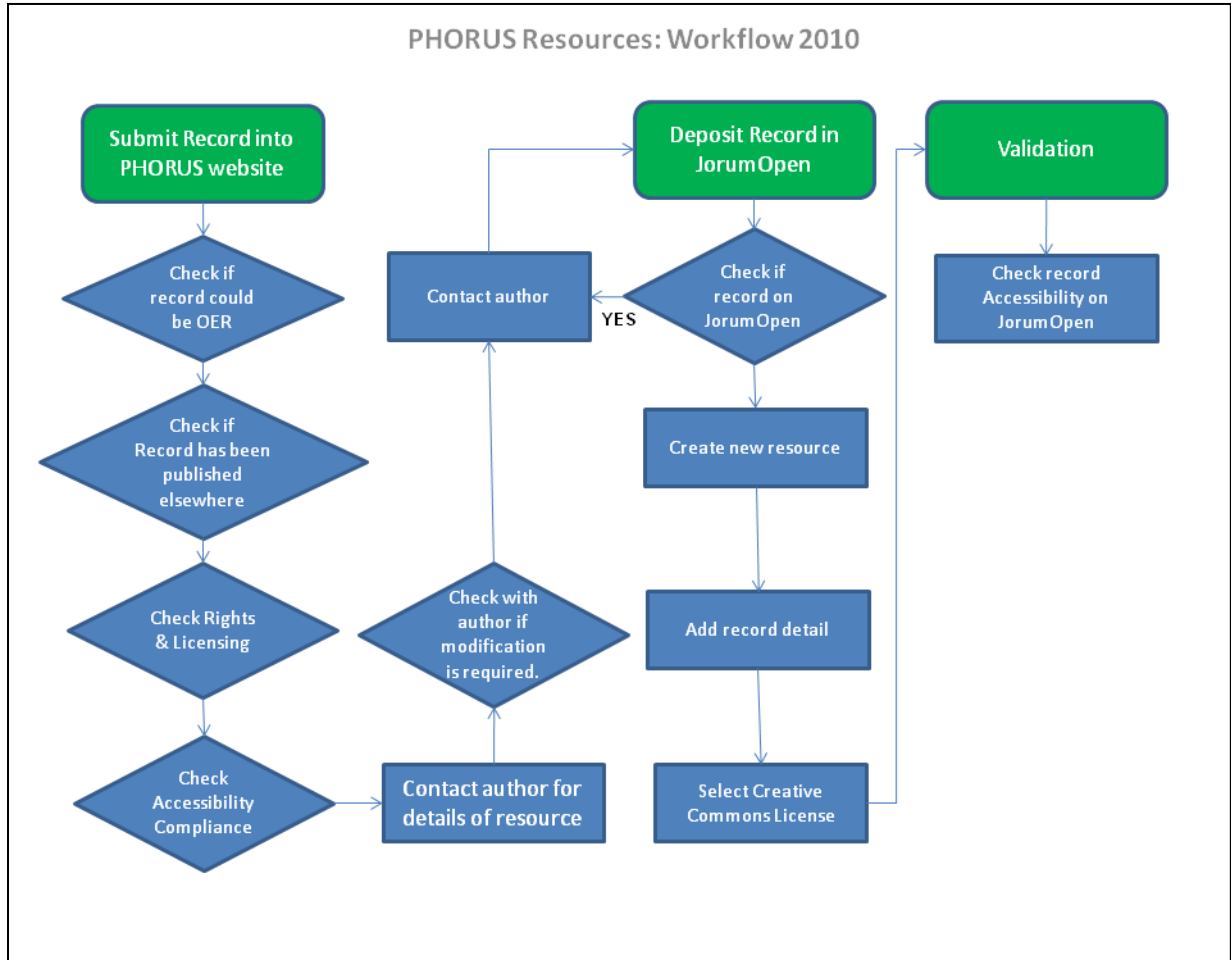 PHORUS Resources: Workflow 2010
Submit Record into
PHORUS website
Check if
record could
be OER
Check if
Record has been
published
elsewhere
Check Rights
& Licensing
Check
Accessibility
Compliance
Contact author for
details of resource
Check with
author if
modification
is required.
Contact author
Deposit Record in
JorumOpen
Check if
record on
JorumOpen
YES
Create new resource
Add record detail
Select Creative
Commons License
Validation
Check record
Accessibility on
JorumOpen